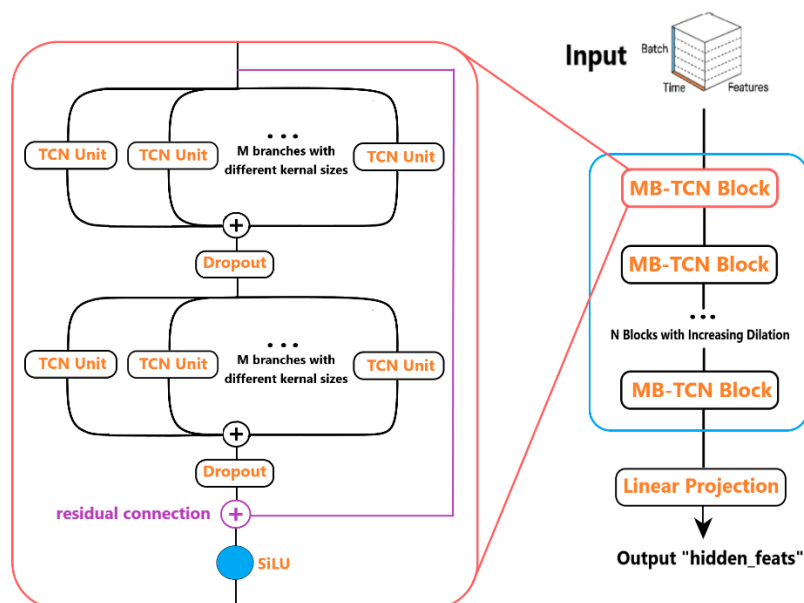 Input
Batch
Time
Features
TCN Unit
TCN Unit
...
M branches with
different kernal sizes
TCN Unit
+
Dropout
TCN Unit
TCN Unit
...
M branches with
different kernal sizes
TCN Unit
+
Dropout
residual connection
+
SiLU
MB-TCN Block
MB-TCN Block
...
N Blocks with Increasing Dilation
MB-TCN Block
Linear Projection
Output "hidden_feats"